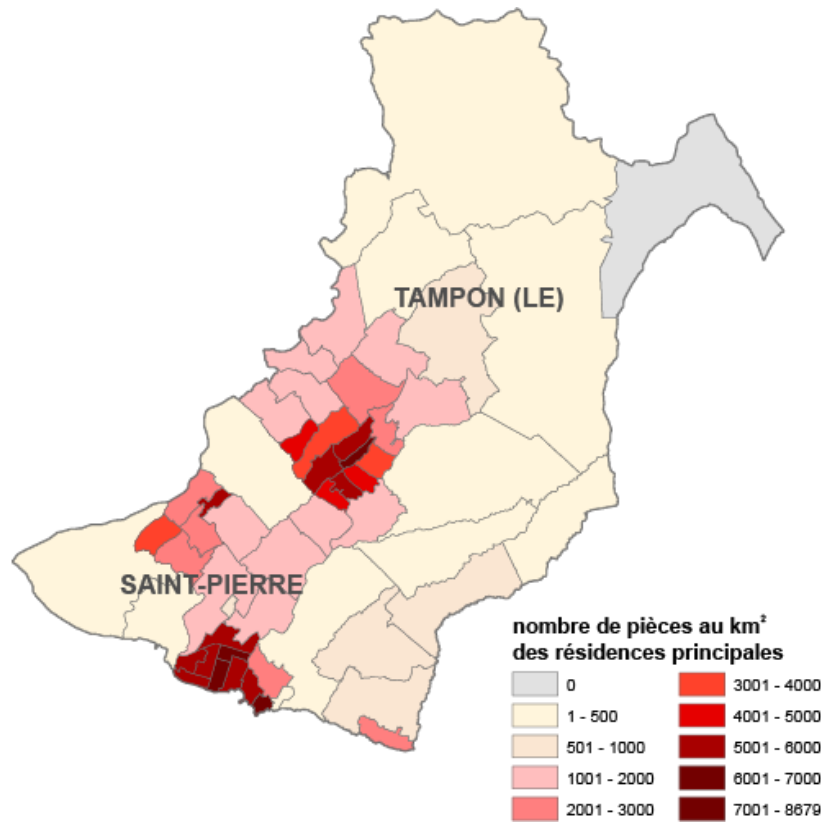 TAMPON (LE)
SAINT-PIERRE
nombre de pièces au km²
des résidences principales
0
1 - 500
501 - 1000
1001 - 2000
2001 - 3000
3001 - 4000
4001 - 5000
5001 - 6000
6001 - 7000
7001 - 8679